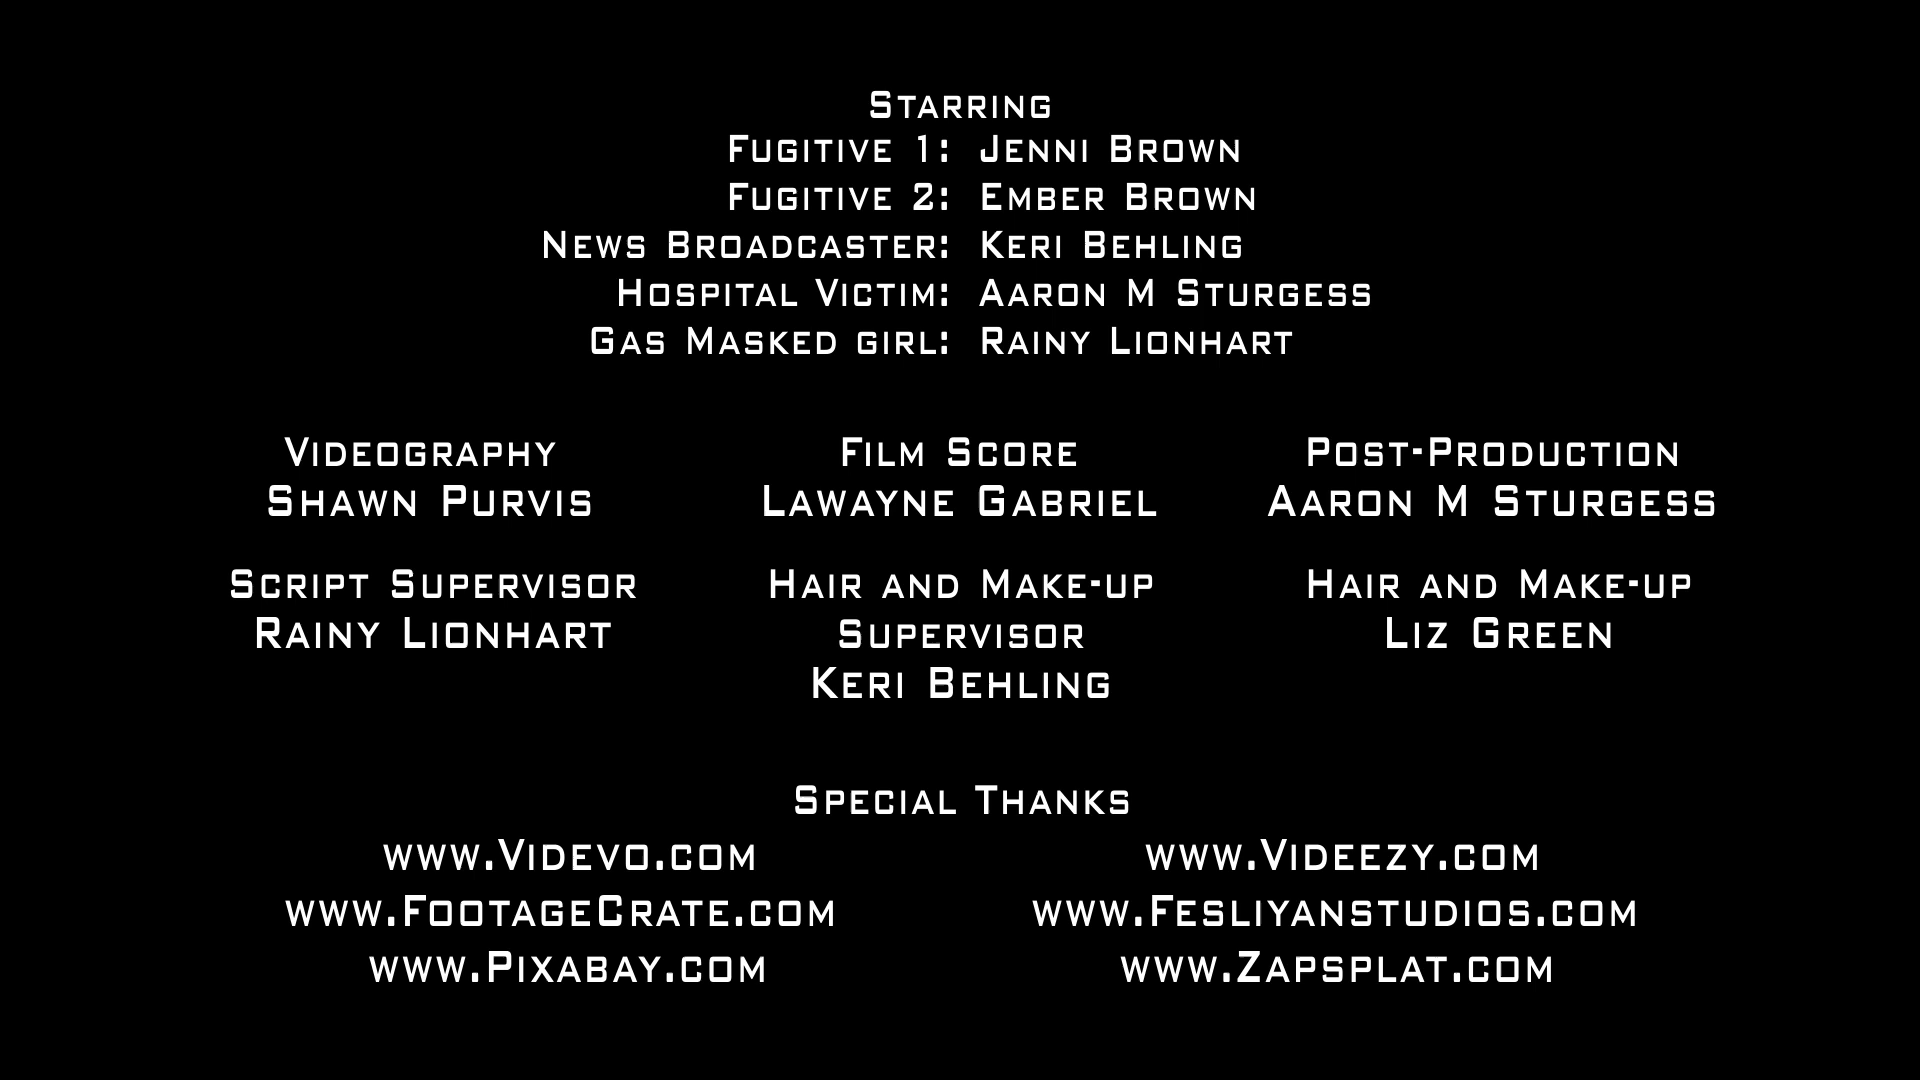 Starring
Fugitive 1: Jenni Brown
Fugitive 2: Ember Brown
News Broadcaster: Keri Behling
Hospital Victim: Aaron M Sturgess
Gas Masked girl: Rainy Lionhart
Videography
Shawn Purvis
Film Score
Lawayne Gabriel
Post-Production
Aaron M Sturgess
Script Supervisor
Rainy Lionhart
Hair and Make-up
Supervisor
Keri Behling
Hair and Make-up
Liz Green
Special Thanks
www.Videvo.com
www.Videezy.com
www.FootageCrate.com
www.Fesliyanstudios.com
www.Pixabay.com
www.Zapsplat.com